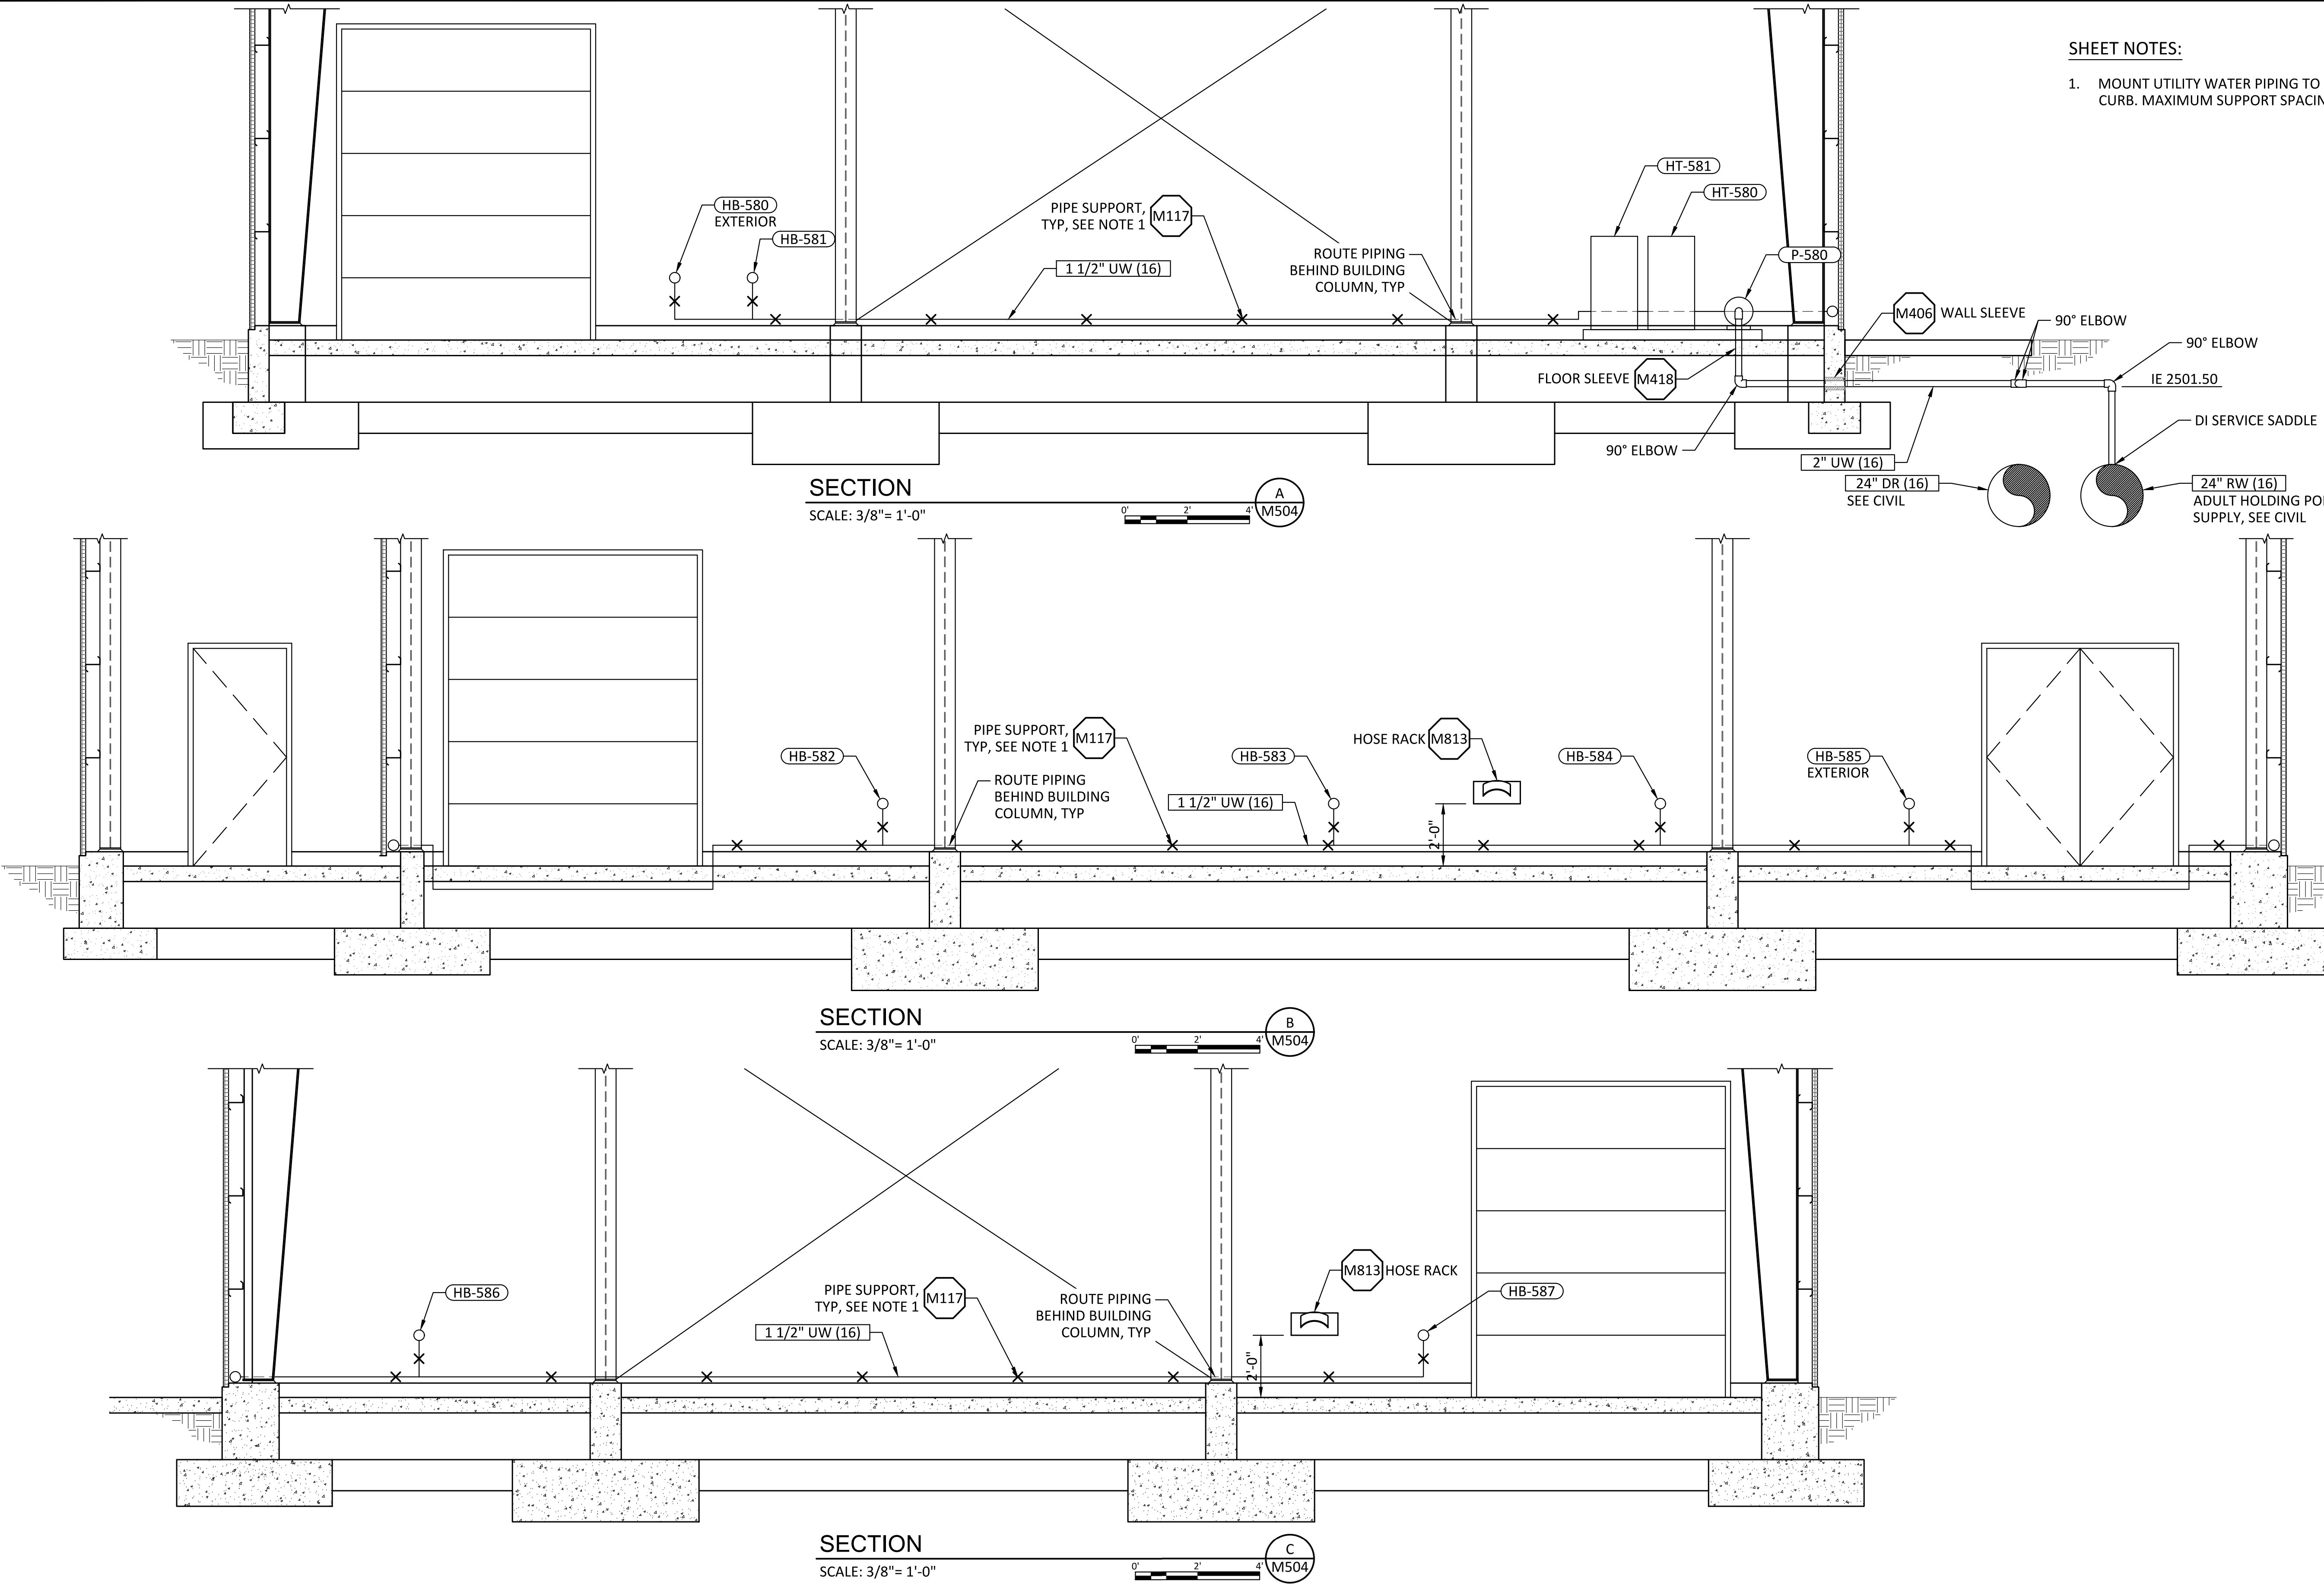 SHEET NOTES:
1. MOUNT UTILITY WATER PIPING TO
CURB. MAXIMUM SUPPORT
HT-581
HT-580
HB-580
EXTERIOR
HB-581
PIPE SUPPORT,
TYP, SEE NOTE 1
M117
1 1/2" UW (16)
ROUTE PIPING
BEHIND BUILDING
COLUMN, TYP
P-580
M406 WALL SLEEVE
90° ELBOW
90° ELBOW
IE 2501.50
FLOOR SLEEVE M418
90° ELBOW
DI SERVICE SADDLE
2" UW (16)
24" DR (16)
SEE CIVIL
24" RW (16)
ADULT HOLDING
SUPPLY, SEE CIVIL
SECTION
SCALE: 3/8"= 1'-0"
0' 2' 4'
A
M504
PIPE SUPPORT,
TYP, SEE NOTE 1
M117
HB-582
ROUTE PIPING
BEHIND BUILDING
COLUMN, TYP
HB-583
1 1/2" UW (16)
HOSE RACK M813
2'-0"
HB-584
HB-585
EXTERIOR
SECTION
SCALE: 3/8"= 1'-0"
0' 2' 4'
B
M504
HB-586
PIPE SUPPORT,
TYP, SEE NOTE 1
M117
1 1/2" UW (16)
ROUTE PIPING
BEHIND BUILDING
COLUMN, TYP
M813 HOSE RACK
2'-0"
HB-587
SECTION
SCALE: 3/8"= 1'-0"
0' 2' 4'
C
M504